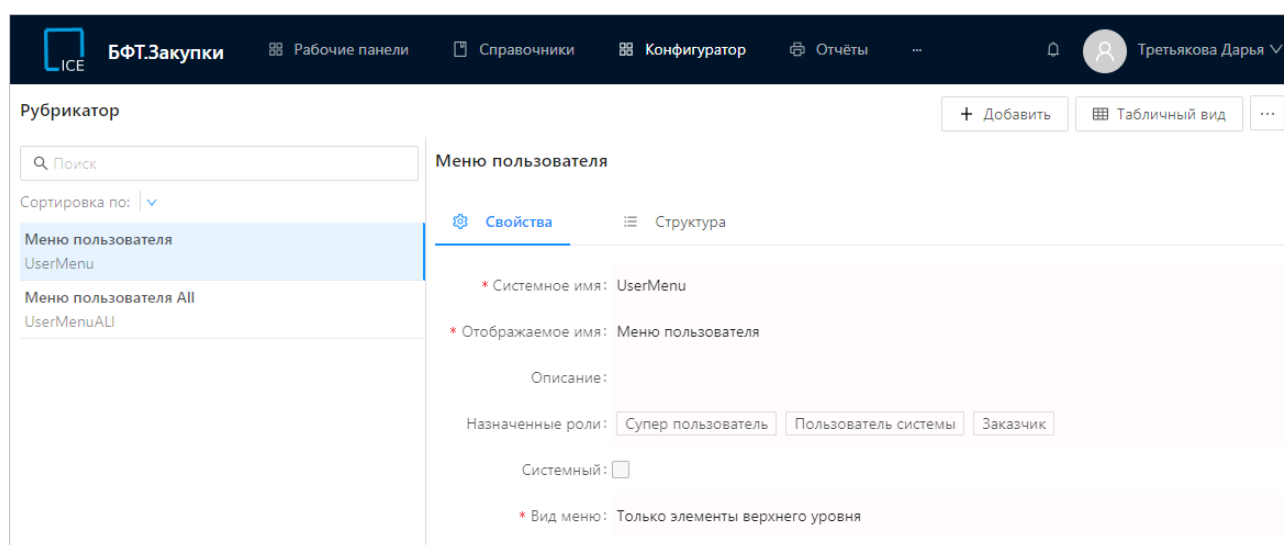 ICE БФТ.Закупки Рабочие панели Справочники Конфигуратор Отчёты ... Третьякова Дарья
Рубрикатор + Добавить Табличный вид ...
Поиск
Сортировка по:
Меню пользователя
UserMenu
Меню пользователя All
UserMenuALl
Меню пользователя
Свойства Структура
* Системное имя: UserMenu
* Отображаемое имя: Меню пользователя
Описание:
Назначенные роли: Супер пользователь Пользователь системы Заказчик
Системный:
* Вид меню: Только элементы верхнего уровня